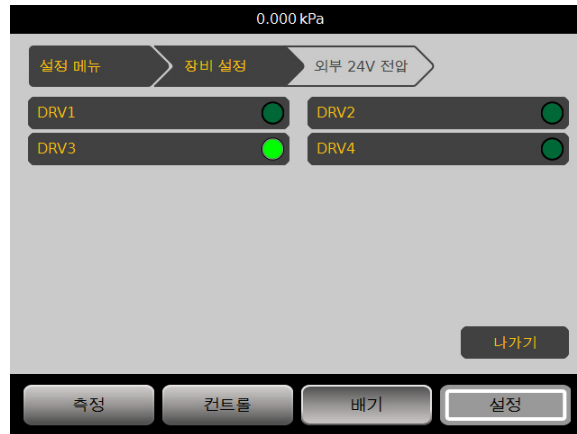 0.000 kPa
설정 메뉴 장비 설정 외부 24V 전압
DRV1 DRV2
DRV3 DRV4
나가기
측정 컨트롤 배기 설정